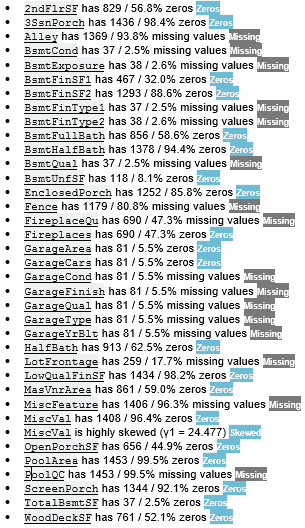 2ndFlrSF has 829 / 56.8% zeros Zeros
3SsnPorch has 1436 / 98.4% zeros Zeros
Alley has 1369 / 93.8% missing values Missing
BsmtCond has 37 / 2.5% missing values Missing
BsmtExposure has 38 / 2.6% missing values Missing
BsmtFinSF1 has 467 / 32.0% zeros Zeros
BsmtFinSF2 has 1293 / 88.6% zeros Zeros
BsmtFinType1 has 37 / 2.5% missing values Missing
BsmtFinType2 has 38 / 2.6% missing values Missing
BsmtFullBath has 856 / 58.6% zeros Zeros
BsmtHalfBath has 1378 / 94.4% zeros Zeros
BsmtQual has 37 / 2.5% missing values Missing
BsmtUnfSF has 118 / 8.1% zeros Zeros
EnclosedPorch has 1252 / 85.8% zeros Zeros
Fence has 1179 / 80.8% missing values Missing
FireplaceQu has 690 / 47.3% missing values Missing
Fireplaces has 690 / 47.3% zeros Zeros
GarageArea has 81 / 5.5% zeros Zeros
GarageCars has 81 / 5.5% zeros Zeros
GarageCond has 81 / 5.5% missing values Missing
GarageFinish has 81 / 5.5% missing values Missing
GarageQual has 81 / 5.5% missing values Missing
GarageType has 81 / 5.5% missing values Missing
GarageYrBlt has 81 / 5.5% missing values Missing
HalfBath has 913 / 62.5% zeros Zeros
LotFrontage has 259 / 17.7% missing values Missing
LowQualFinSF has 1434 / 98.2% zeros Zeros
MasVnrArea has 861 / 59.0% zeros Zeros
MiscFeature has 1406 / 96.3% missing values Missing
MiscVal has 1408 / 96.4% zeros Zeros
MiscVal is highly skewed (γ1 = 24.477) Skewed
OpenPorchSF has 656 / 44.9% zeros Zeros
PoolArea has 1453 / 99.5% zeros Zeros
PoolQC has 1453 / 99.5% missing values Missing
ScreenPorch has 1344 / 92.1% zeros Zeros
TotalBsmtSF has 37 / 2.5% zeros Zeros
WoodDeckSF has 761 / 52.1% zeros Zeros